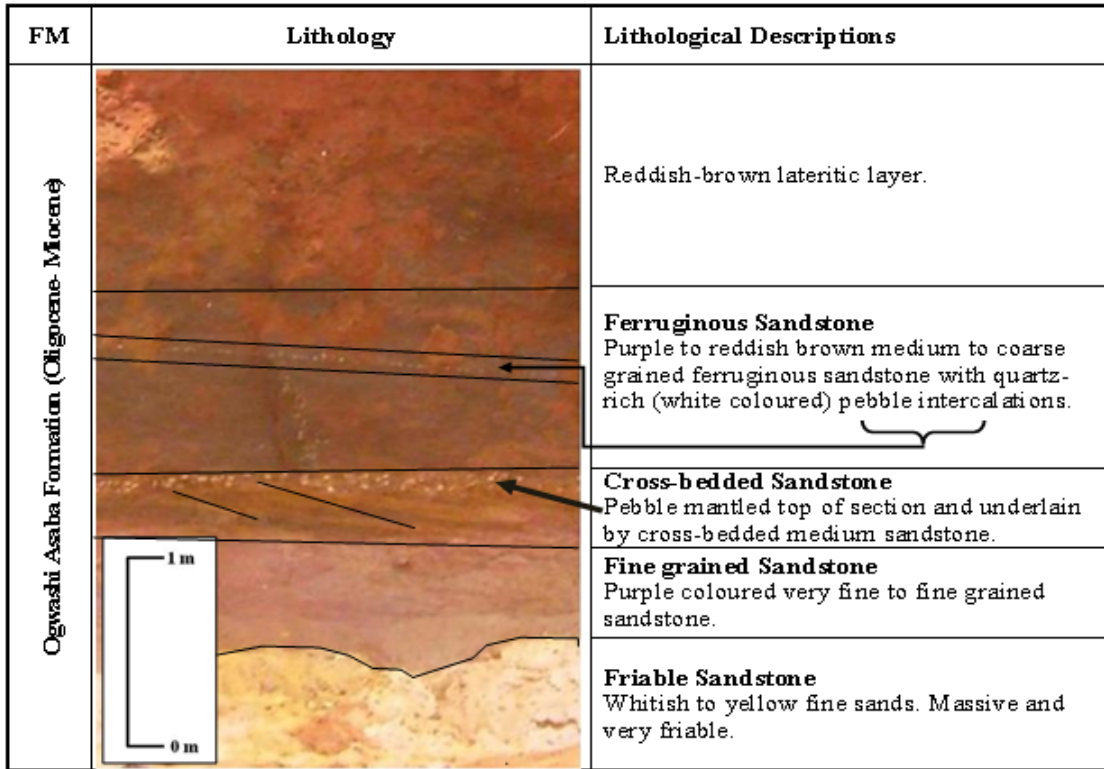 FM
Lithology
Lithological Descriptions
Ogwashi Asaba Formation (Oligocene- Miocene)
Reddish-brown lateritic layer.
Ferruginous Sandstone
Purple to reddish brown medium to coarse
grained ferruginous sandstone with quartz-
rich (white coloured) pebble intercalations.
Cross-bedded Sandstone
Pebble mantled top of section and underlain
by cross-bedded medium sandstone.
Fine grained Sandstone
Purple coloured very fine to fine grained
sandstone.
Friable Sandstone
Whitish to yellow fine sands. Massive and
very friable.
1 m
0 m